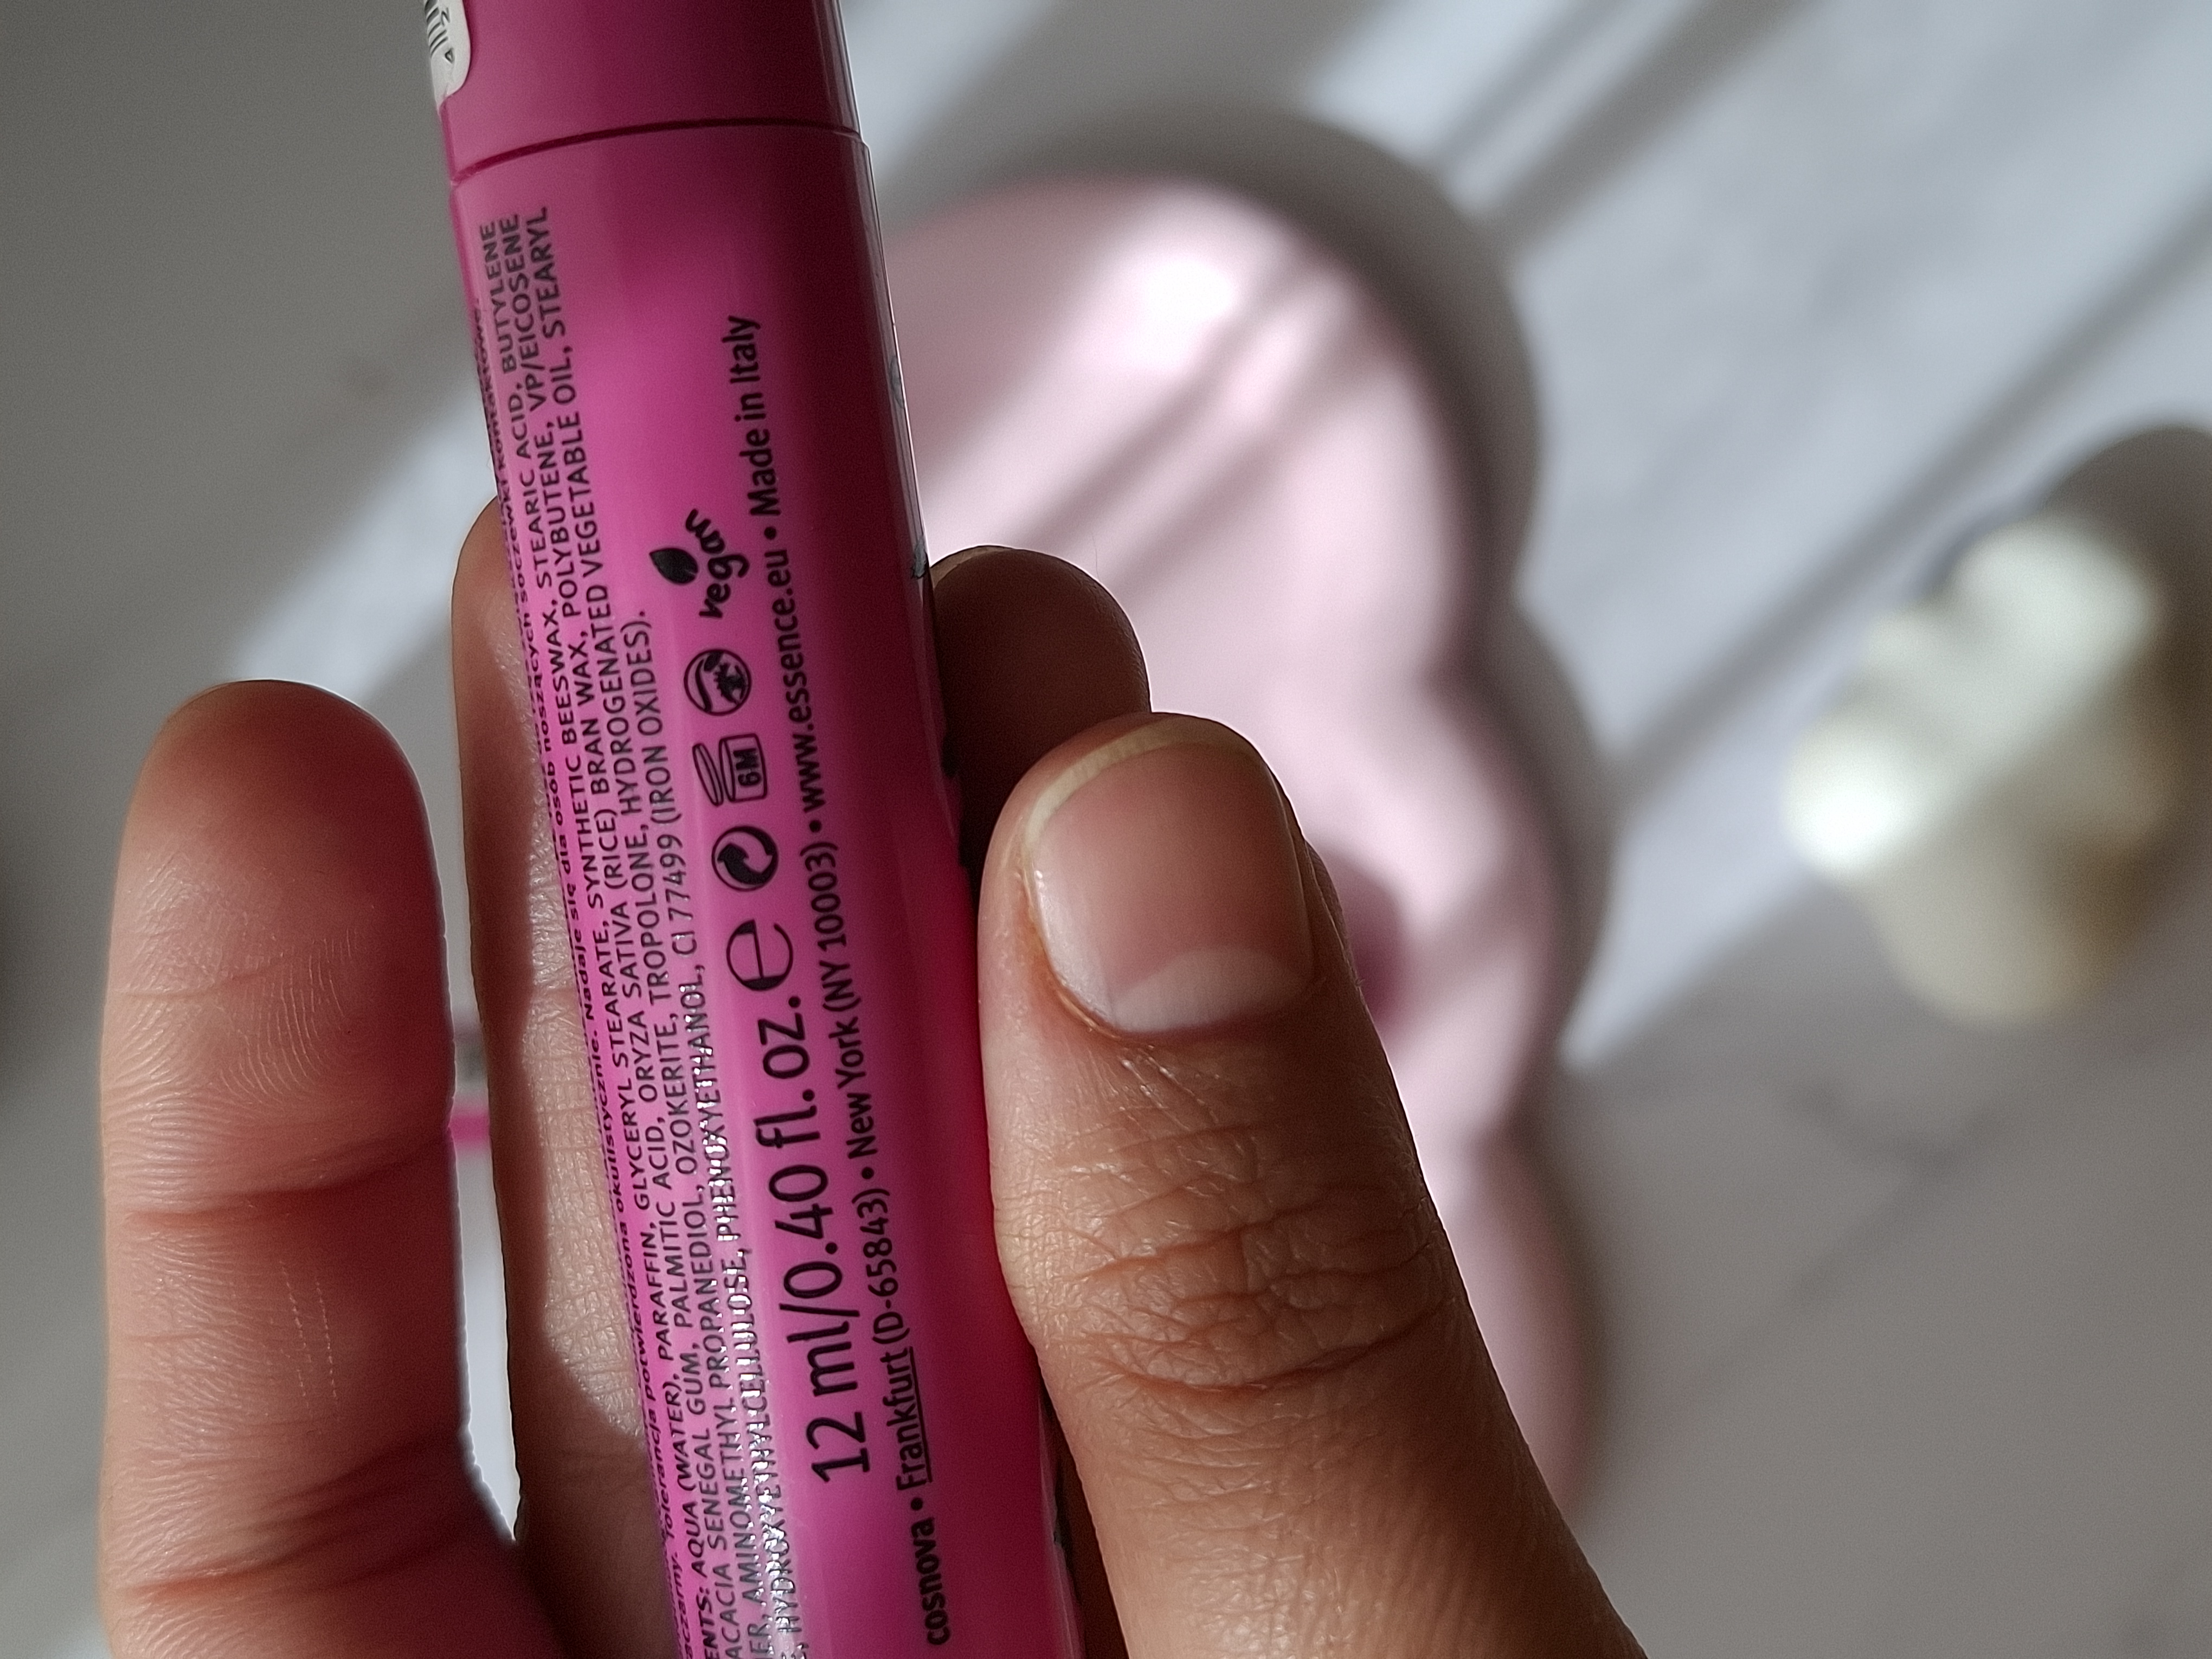 soczewki kontaktowe.
zczarny. Tolerancja potwierdzona okulistycznie. Nadaje się dla osób noszących
ENTS: AQUA (WATER), PARAFFIN, GLYCERYL STEARATE, SYNTHETIC BEESWAX, STEARIC ACID, BUTYLENE
ACACIA SENEGAL GUM, PALMITIC ACID, ORYZA SATIVA (RICE) BRAN WAX, POLYBUTENE, VP/EICOSENE
ER, AMINOMETHYL PROPANEDIOL, OZOKERITE, TROPOLONE, HYDROGENATED VEGETABLE OIL, STEARYL
, HYDROXYETHYLCELLULOSE, PHENOXYETHANOL, CI 77499 (IRON OXIDES).
12 ml/0.40 fl.oz. e 6M vegan
cosnova • Frankfurt (D-65843) • New York (NY 10003) • www.essence.eu • Made in Italy